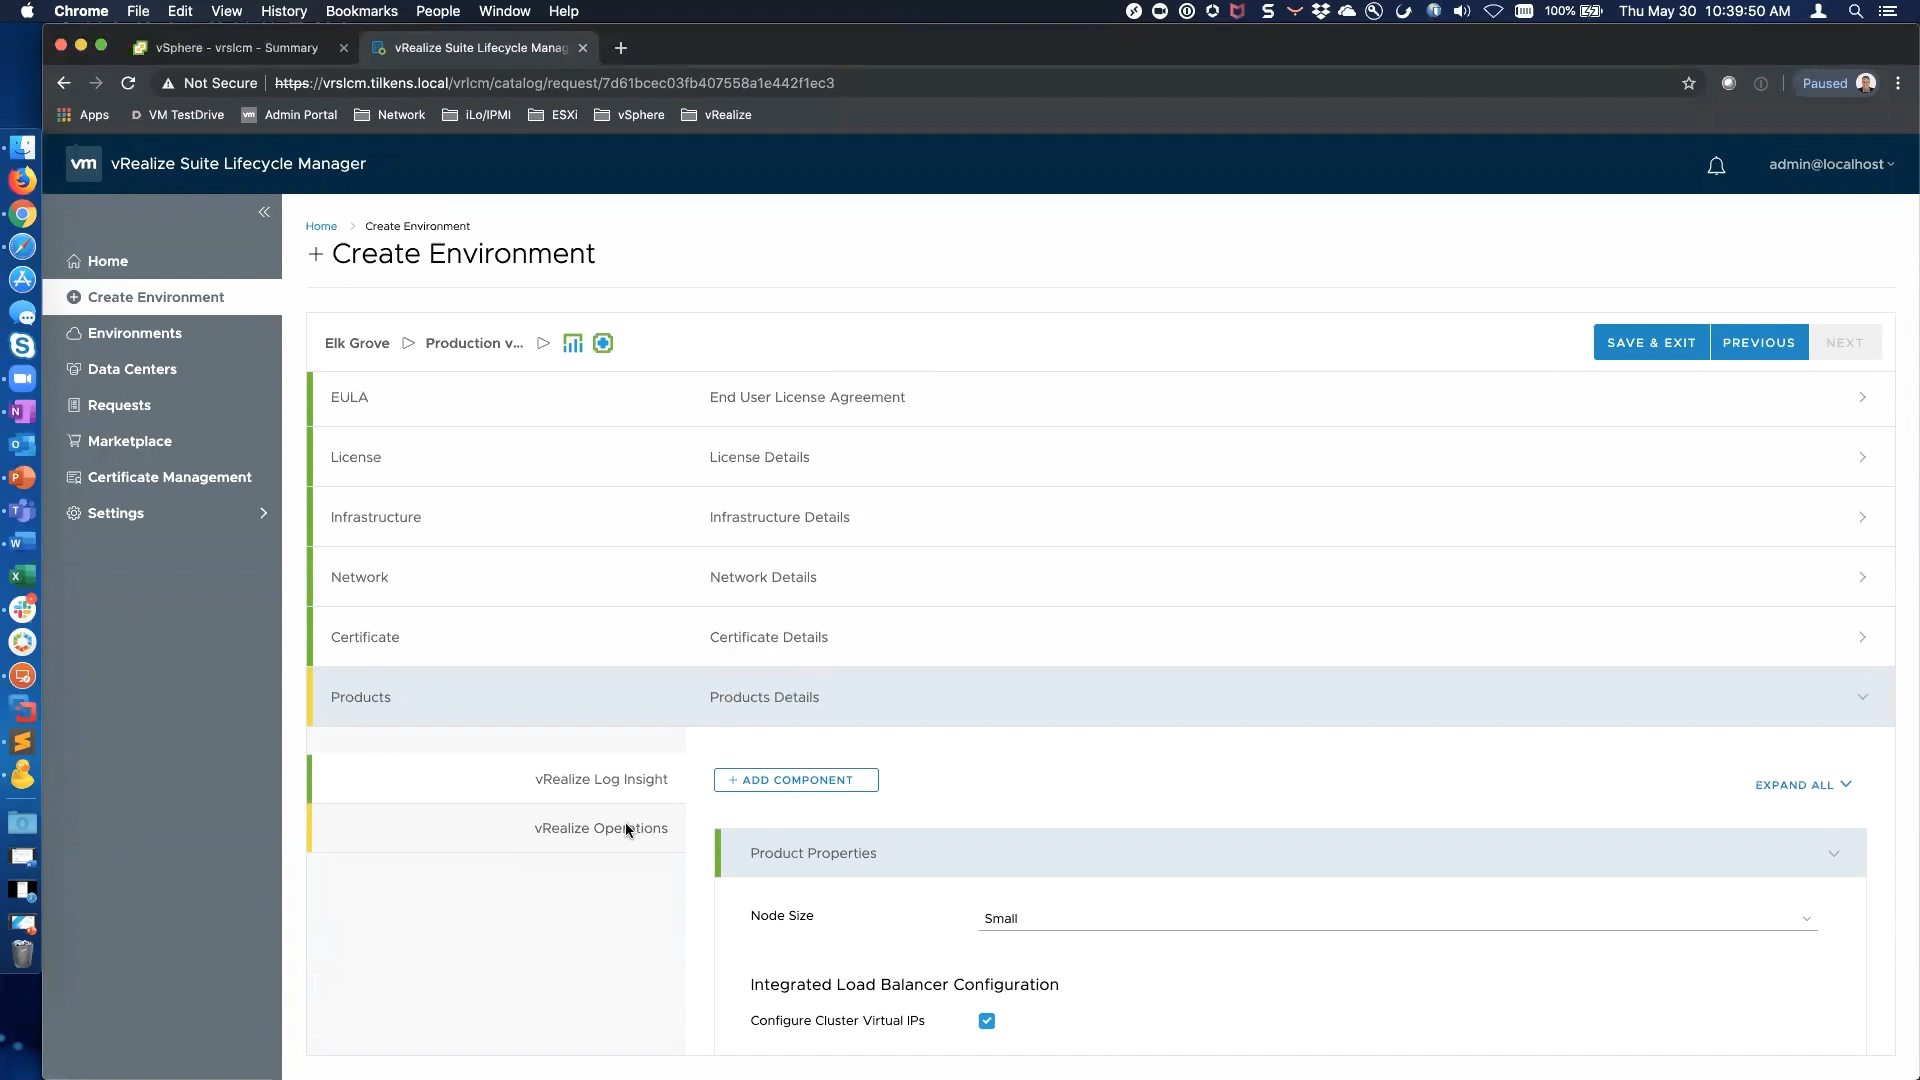 Chrome File Edit View History Bookmarks People Window Help
100% Thu May 30 10:39:50 AM
vSphere - vrslcm - Summary
vRealize Suite Lifecycle Manag
Not Secure https://vrslcm.tilkens.local/vrlcm/catalog/request/7d61bcec03fb407558a1e442f1ec3
Paused
Apps
VM TestDrive
vm Admin Portal
Network
iLo/IPMI
ESXi
vSphere
vRealize
vm vRealize Suite Lifecycle Manager
admin@localhost
Home
Create Environment
Environments
Data Centers
Requests
Marketplace
Certificate Management
Settings
Home > Create Environment
+ Create Environment
Elk Grove
Production v...
SAVE & EXIT
PREVIOUS
NEXT
EULA End User License Agreement
License License Details
Infrastructure Infrastructure Details
Network Network Details
Certificate Certificate Details
Products Products Details
vRealize Log Insight
vRealize Operations
+ ADD COMPONENT
EXPAND ALL
Product Properties
Node Size Small
Integrated Load Balancer Configuration
Configure Cluster Virtual IPs